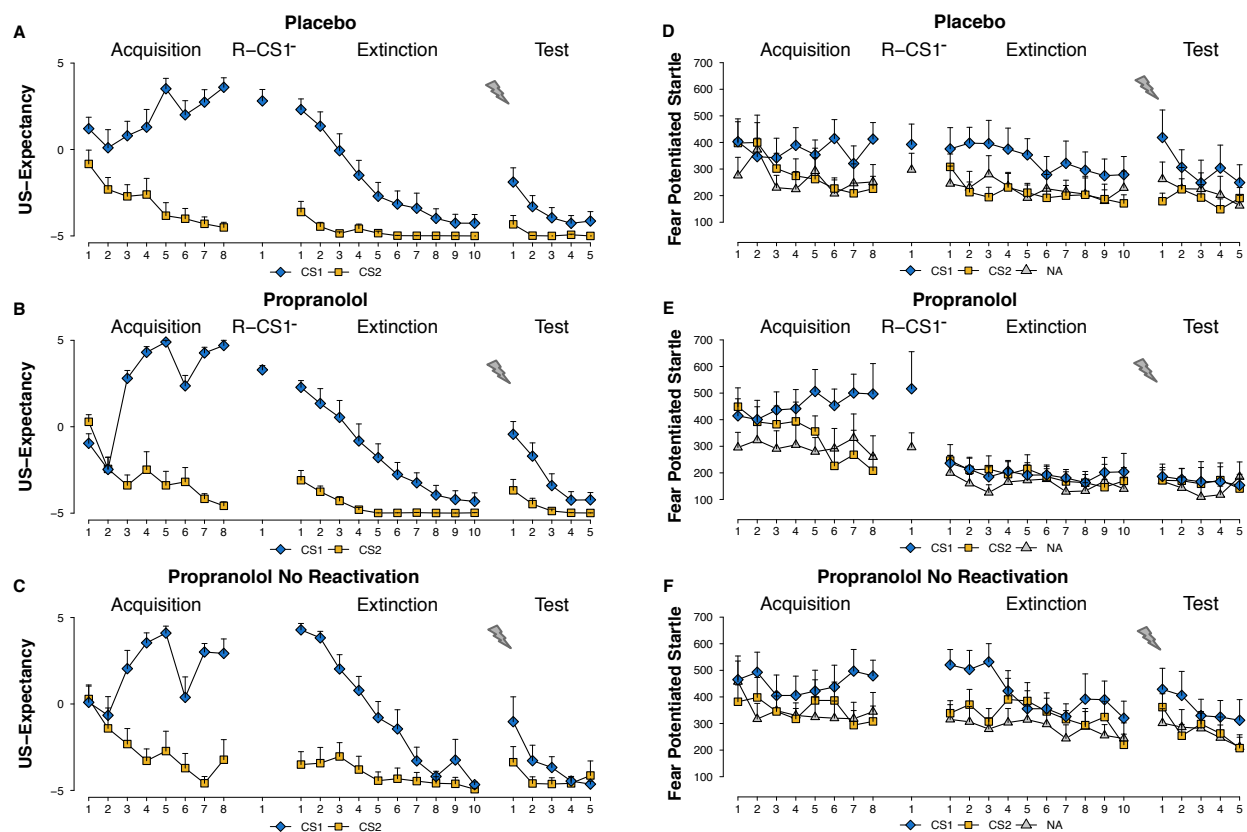 A
Placebo
Acquisition R−CS1⁻ Extinction Test
US−Expectancy
5
0
−5
1 2 3 4 5 6 7 8 1 1 2 3 4 5 6 7 8 9 10 1 2 3 4 5
CS1 CS2
B
Propranolol
Acquisition R−CS1⁻ Extinction Test
US−Expectancy
5
0
−5
1 2 3 4 5 6 7 8 1 1 2 3 4 5 6 7 8 9 10 1 2 3 4 5
CS1 CS2
C
Propranolol No Reactivation
Acquisition Extinction Test
US−Expectancy
5
0
−5
1 2 3 4 5 6 7 8 1 1 2 3 4 5 6 7 8 9 10 1 2 3 4 5
CS1 CS2
D
Placebo
Acquisition R−CS1⁻ Extinction Test
Fear Potentiated Startle
700
600
500
400
300
200
100
1 2 3 4 5 6 7 8 1 1 2 3 4 5 6 7 8 9 10 1 2 3 4 5
CS1 CS2 NA
E
Propranolol
Acquisition R−CS1⁻ Extinction Test
Fear Potentiated Startle
700
600
500
400
300
200
100
1 2 3 4 5 6 7 8 1 1 2 3 4 5 6 7 8 9 10 1 2 3 4 5
CS1 CS2 NA
F
Propranolol No Reactivation
Acquisition Extinction Test
Fear Potentiated Startle
700
600
500
400
300
200
100
1 2 3 4 5 6 7 8 1 1 2 3 4 5 6 7 8 9 10 1 2 3 4 5
CS1 CS2 NA